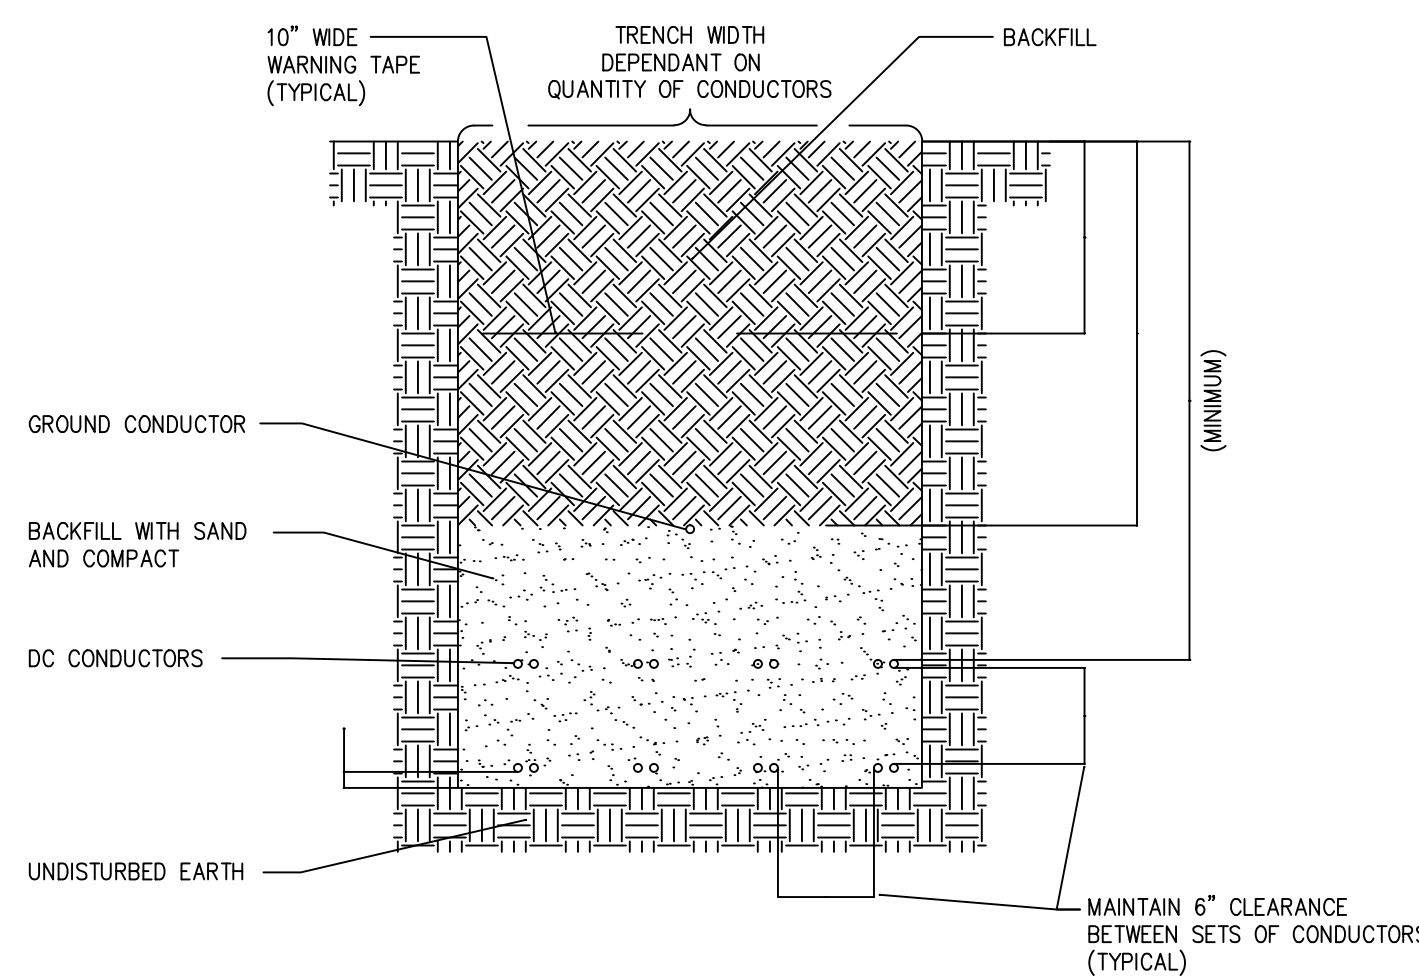 10" WIDE
WARNING TAPE
(TYPICAL)
TRENCH WIDTH
DEPENDANT ON
QUANTITY OF CONDUCTORS
BACKFILL
(MINIMUM)
GROUND CONDUCTOR
BACKFILL WITH SAND
AND COMPACT
DC CONDUCTORS
UNDISTURBED EARTH
MAINTAIN 6" CLEARANCE
BETWEEN SETS OF CONDUCTORS
(TYPICAL)